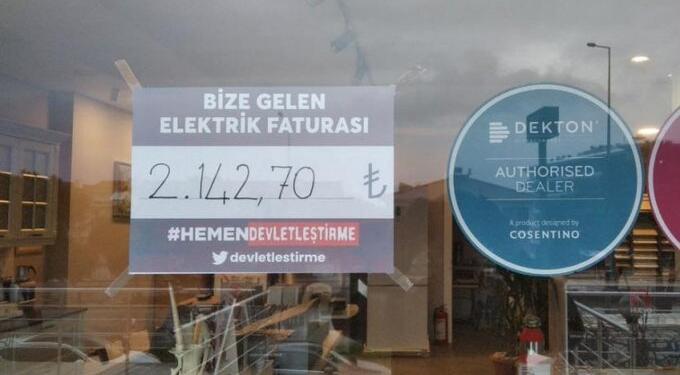 BİZE GELEN
ELEKTRİK FATURASI
2.142,70 ₺
#HEMENDEVLETLEŞTİRME
devletlestirme
DEKTON®
AUTHORISED
DEALER
A product designed by
COSENTINO